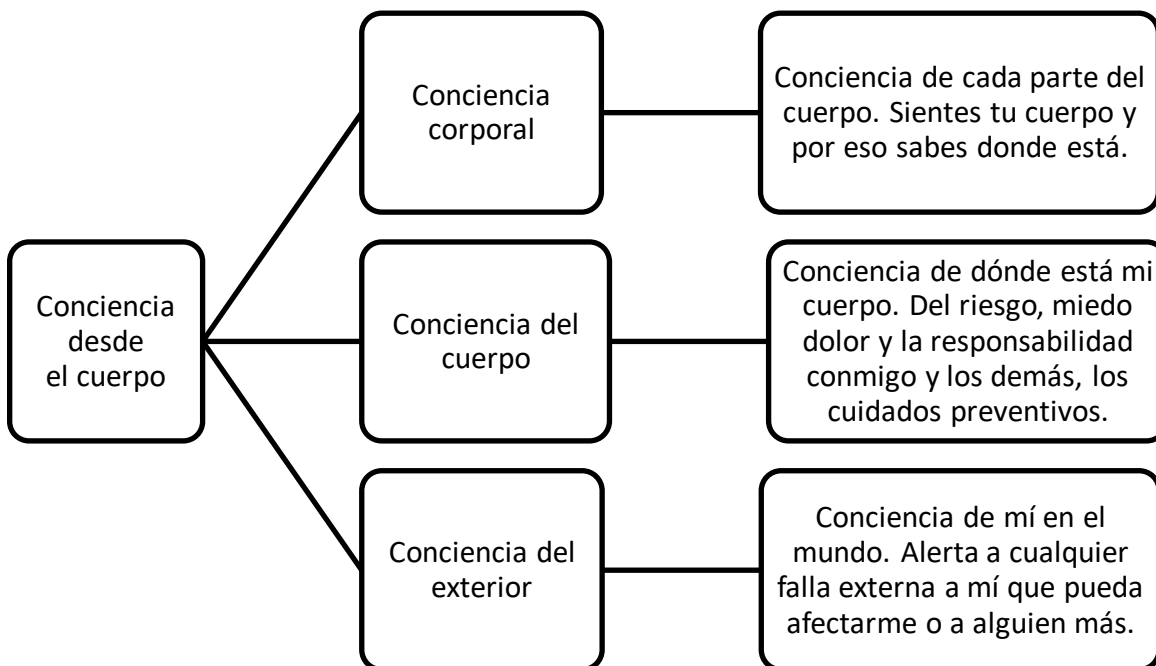 Conciencia
desde
el cuerpo
Conciencia
corporal
Conciencia de cada parte del
cuerpo. Sientes tu cuerpo y
por eso sabes donde está.
Conciencia del
cuerpo
Conciencia de dónde está mi
cuerpo. Del riesgo, miedo
dolor y la responsabilidad
conmigo y los demás, los
cuidados preventivos.
Conciencia del
exterior
Conciencia de mí en el
mundo. Alerta a cualquier
falla externa a mí que pueda
afectarme o a alguien más.